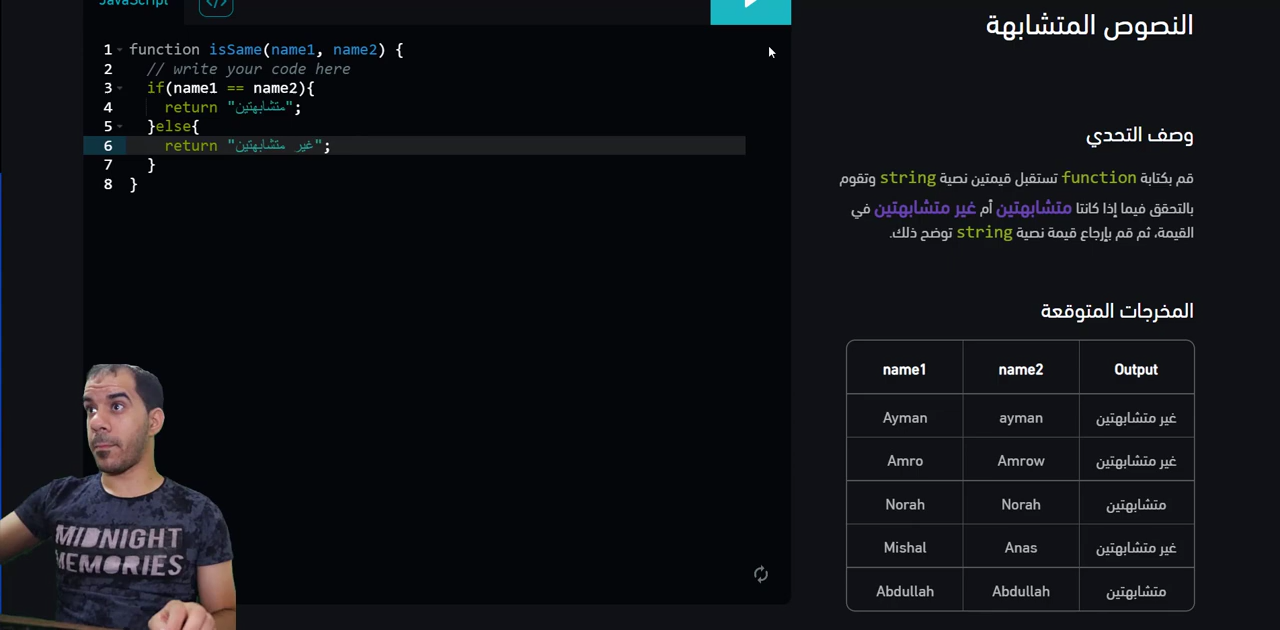 JavaScript
</>
1 function isSame(name1, name2) {
2 // write your code here
3 if(name1 == name2){
4 return "متشابهتين";
5 }else{
6 return "غير متشابهتين";
7 }
8 }
النصوص المتشابهة
وصف التحدي
قم بكتابة function تستقبل قيمتين نصية string وتقوم
بالتحقق فيما إذا كانتا متشابهتين أم غير متشابهتين في
القيمة، ثم قم بإرجاع قيمة نصية string توضح ذلك.
المخرجات المتوقعة
name1 name2 Output
Ayman ayman غير متشابهتين
Amro Amrow غير متشابهتين
Norah Norah متشابهتين
Mishal Anas غير متشابهتين
Abdullah Abdullah متشابهتين
MIDNIGHT
MEMORIES